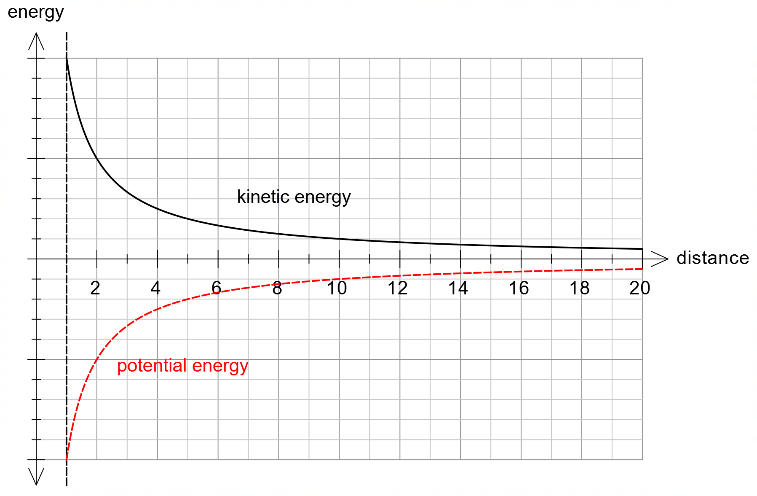 energy
kinetic energy
distance
2 4 6 8 10 12 14 16 18 20
potential energy